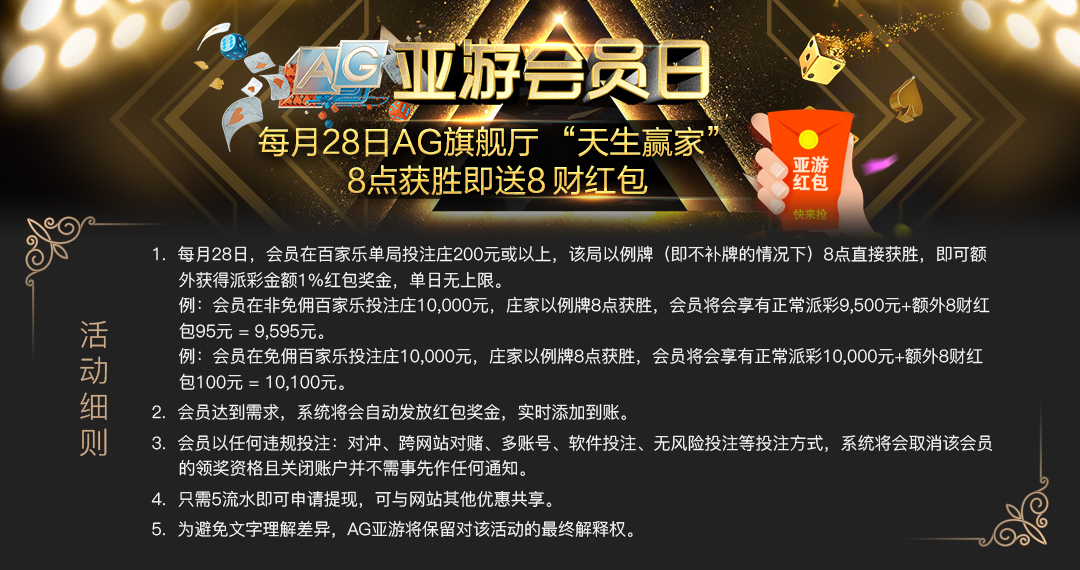 AG亚游会员日
每月28日AG旗舰厅 “天生赢家”
8点获胜即送8 财红包
亚游
红包
快来抢
活动细则
1. 每月28日，会员在百家乐单局投注庄200元或以上，该局以例牌（即不补牌的情况下）8点直接获胜，即可额
外获得派彩金额1%红包奖金，单日无上限。
例：会员在非免佣百家乐投注庄10,000元，庄家以例牌8点获胜，会员将会享有正常派彩9,500元+额外8财红
包95元 = 9,595元。
例：会员在免佣百家乐投注庄10,000元，庄家以例牌8点获胜，会员将会享有正常派彩10,000元+额外8财红
包100元 = 10,100元。
2. 会员达到需求，系统将会自动发放红包奖金，实时添加到账。
3. 会员以任何违规投注：对冲、跨网站对赌、多账号、软件投注、无风险投注等投注方式，系统将会取消该会员
的领奖资格且关闭账户并不需事先作任何通知。
4. 只需5流水即可申请提现，可与网站其他优惠共享。
5. 为避免文字理解差异，AG亚游将保留对该活动的最终解释权。